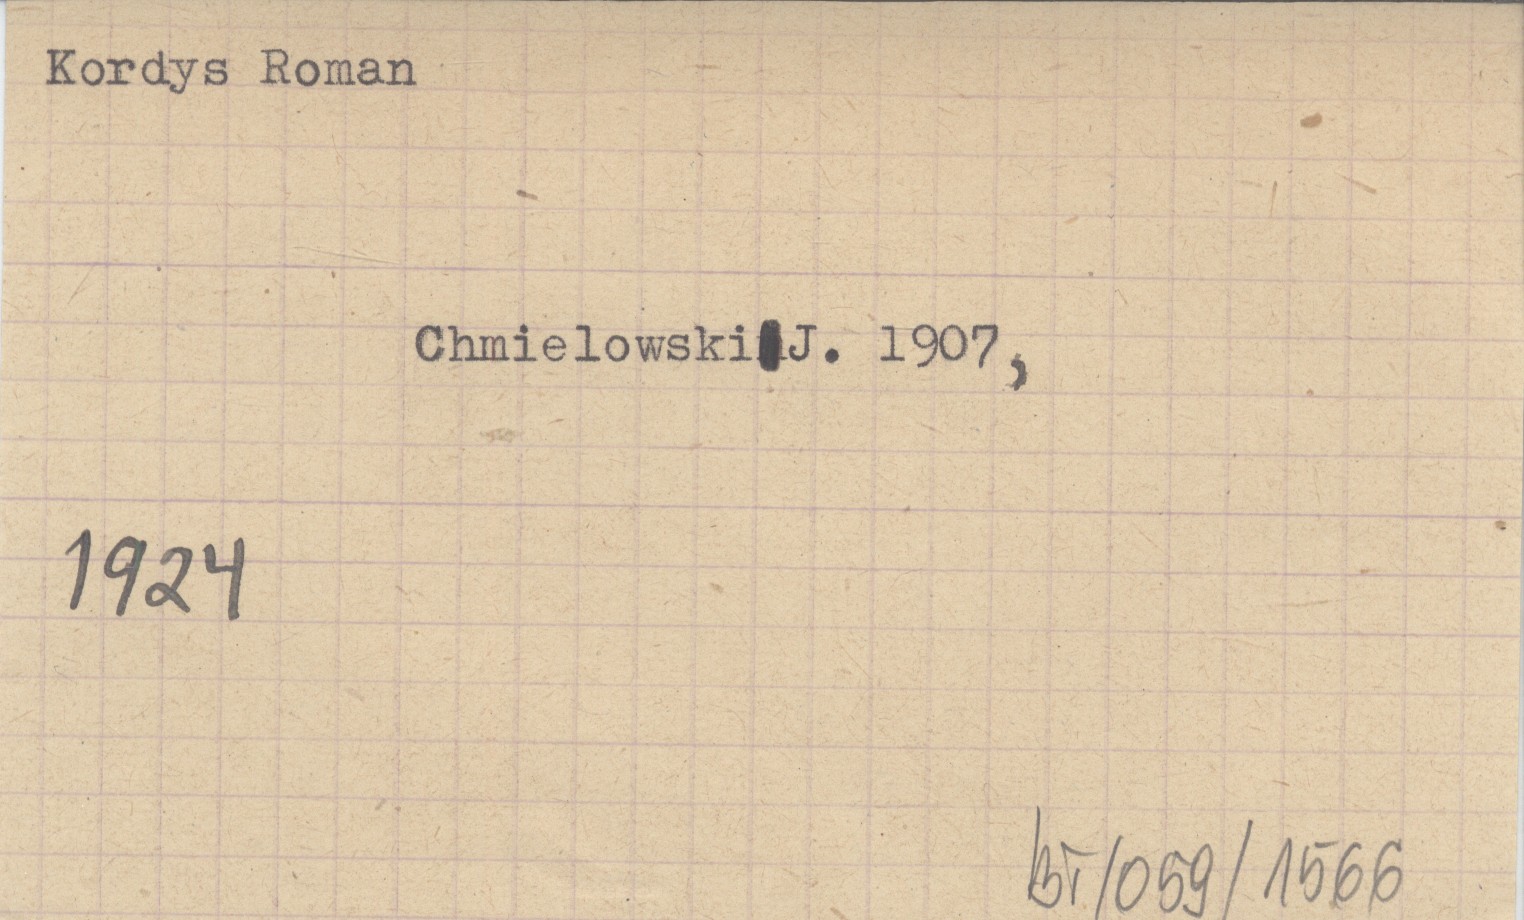 Kordys Roman
Chmielowski J. 1907,
1924
BT/059/1566